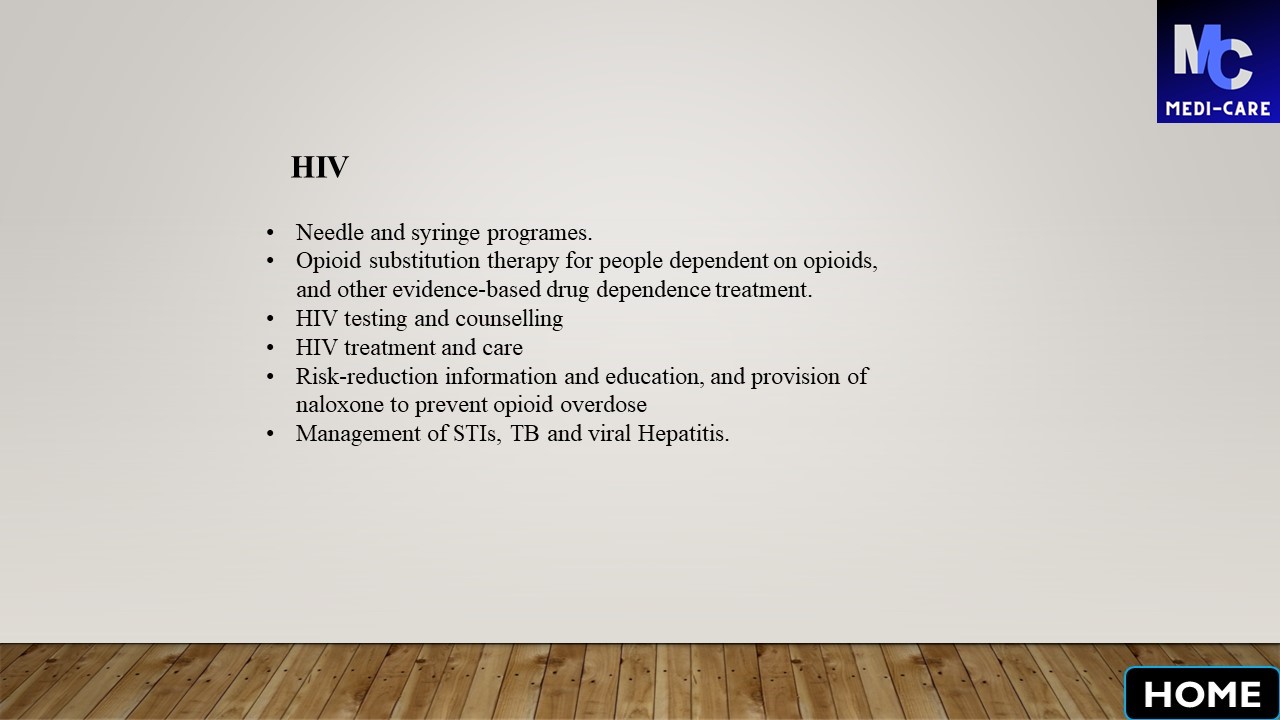 MC
MEDI-CARE
HIV
• Needle and syringe programes.
• Opioid substitution therapy for people dependent on opioids,
and other evidence-based drug dependence treatment.
• HIV testing and counselling
• HIV treatment and care
• Risk-reduction information and education, and provision of
naloxone to prevent opioid overdose
• Management of STIs, TB and viral Hepatitis.
HOME